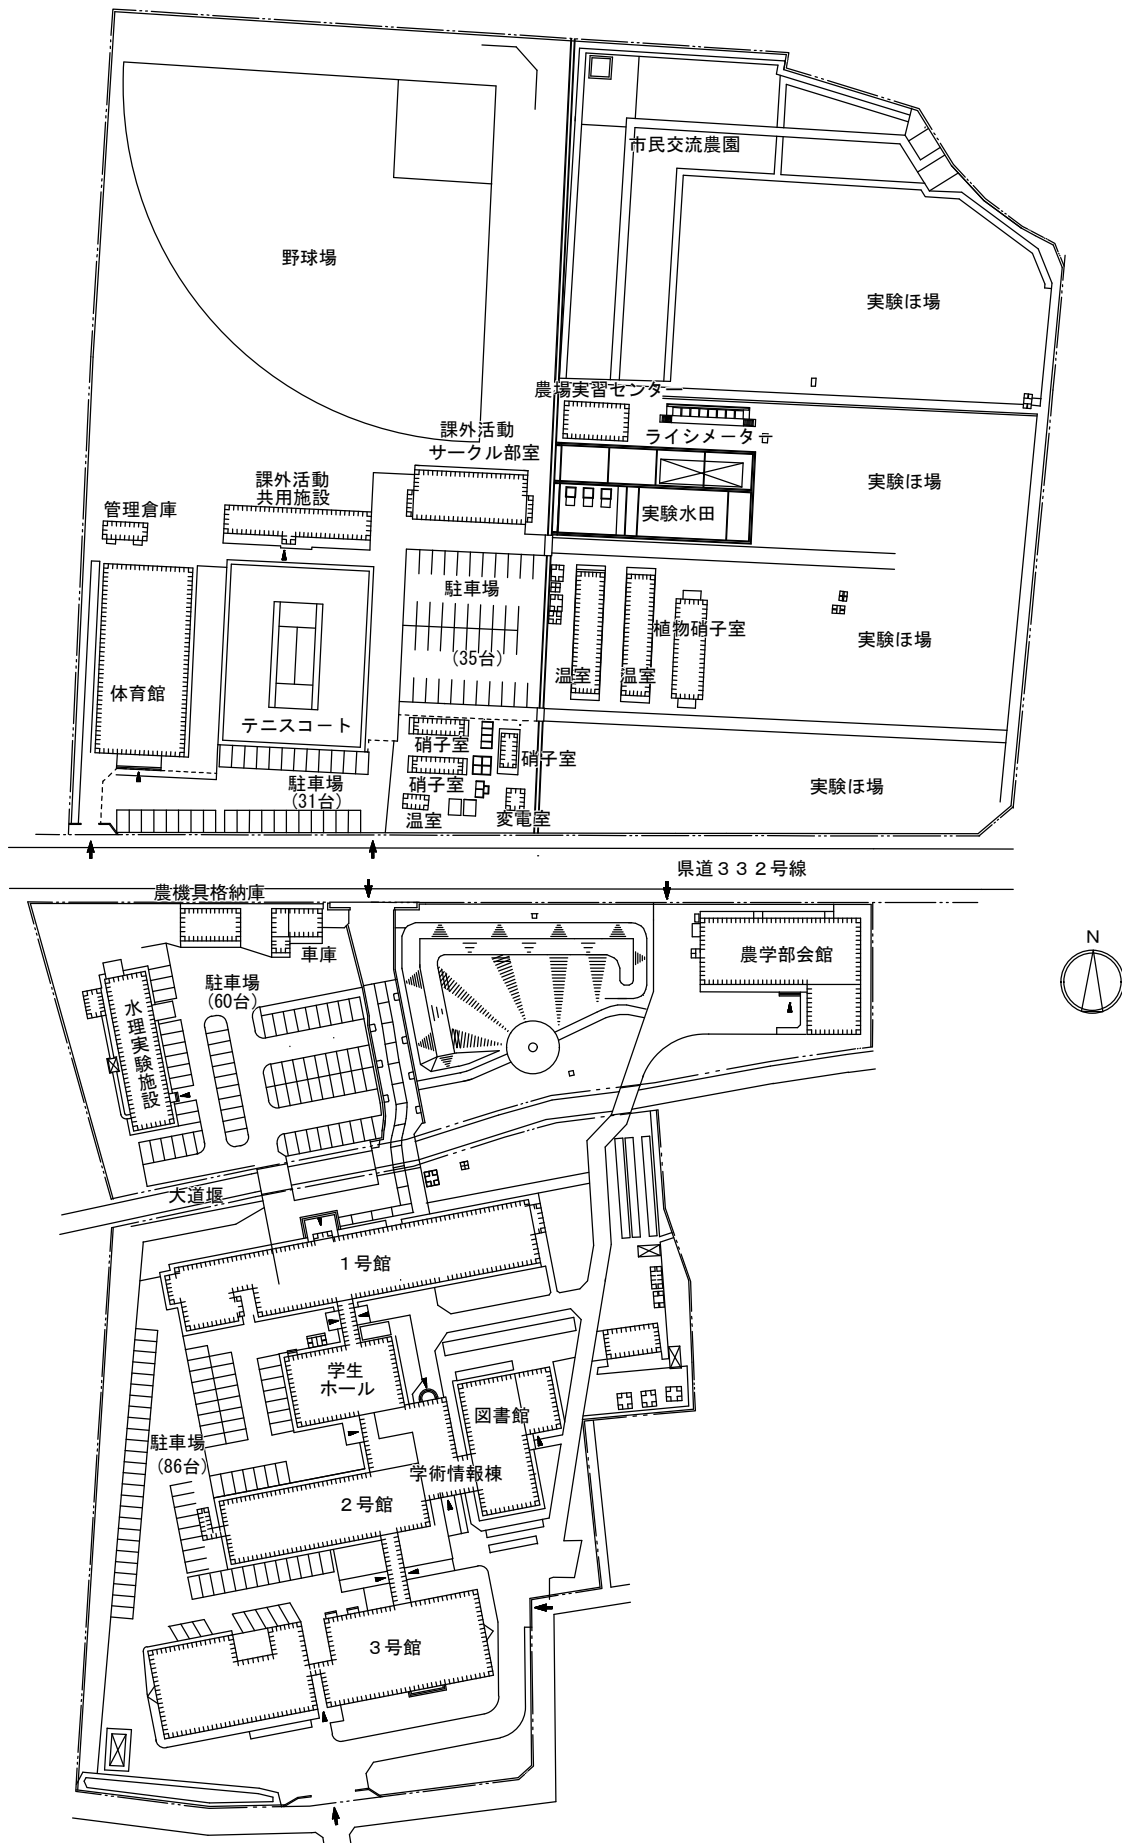 市民交流農園
野球場
実験ほ場
農場実習センター
ライシメータ
課外活動
サークル部室
課外活動
共用施設
管理倉庫
実験ほ場
実験水田
駐車場
(35台)
植物硝子室
実験ほ場
温室
温室
体育館
テニスコート
硝子室
硝子室
硝子室
駐車場
(31台)
実験ほ場
温室
変電室
県道332号線
農機具格納庫
車庫
農学部会館
N
駐車場
(60台)
水理実験施設
大道堰
1号館
学生
ホール
図書館
駐車場
(86台)
学術情報棟
2号館
3号館